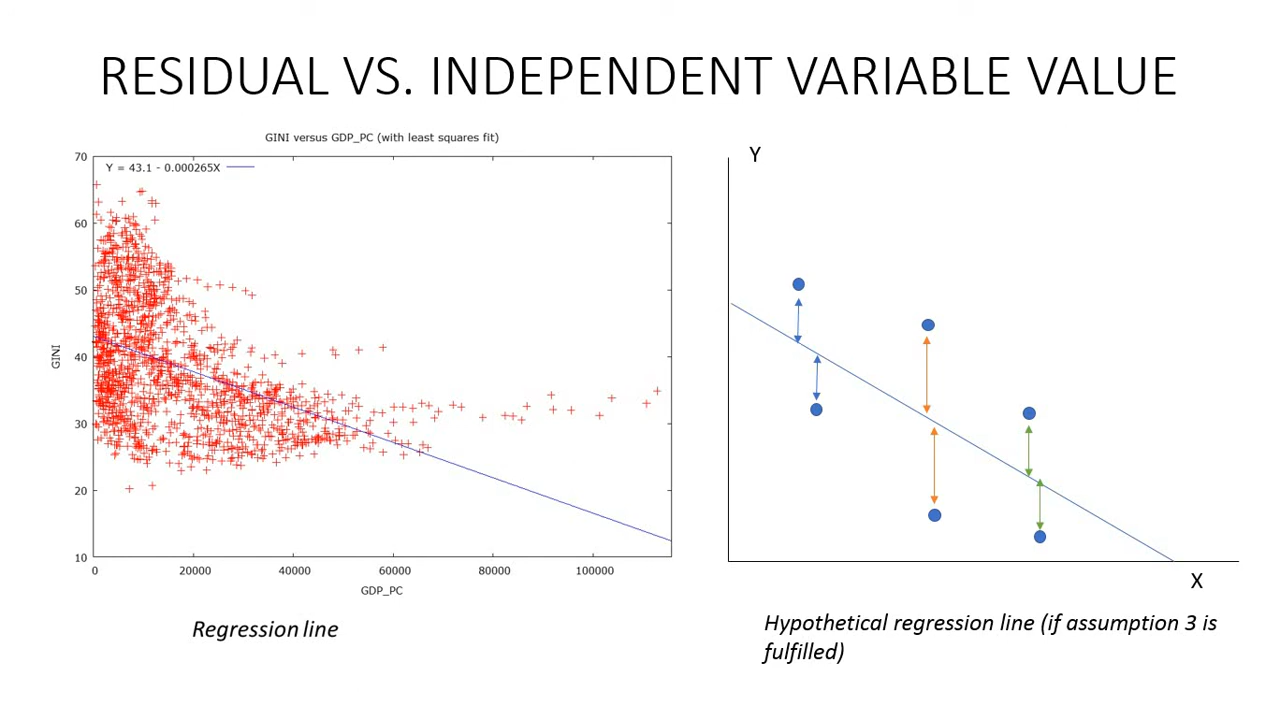 RESIDUAL VS. INDEPENDENT VARIABLE VALUE
GINI versus GDP_PC (with least squares fit)
Y = 43.1 - 0.000265X
70
60
50
40
30
20
10
GINI
0 20000 40000 60000 80000 100000
GDP_PC
Regression line
Y
X
Hypothetical regression line (if assumption 3 is
fulfilled)